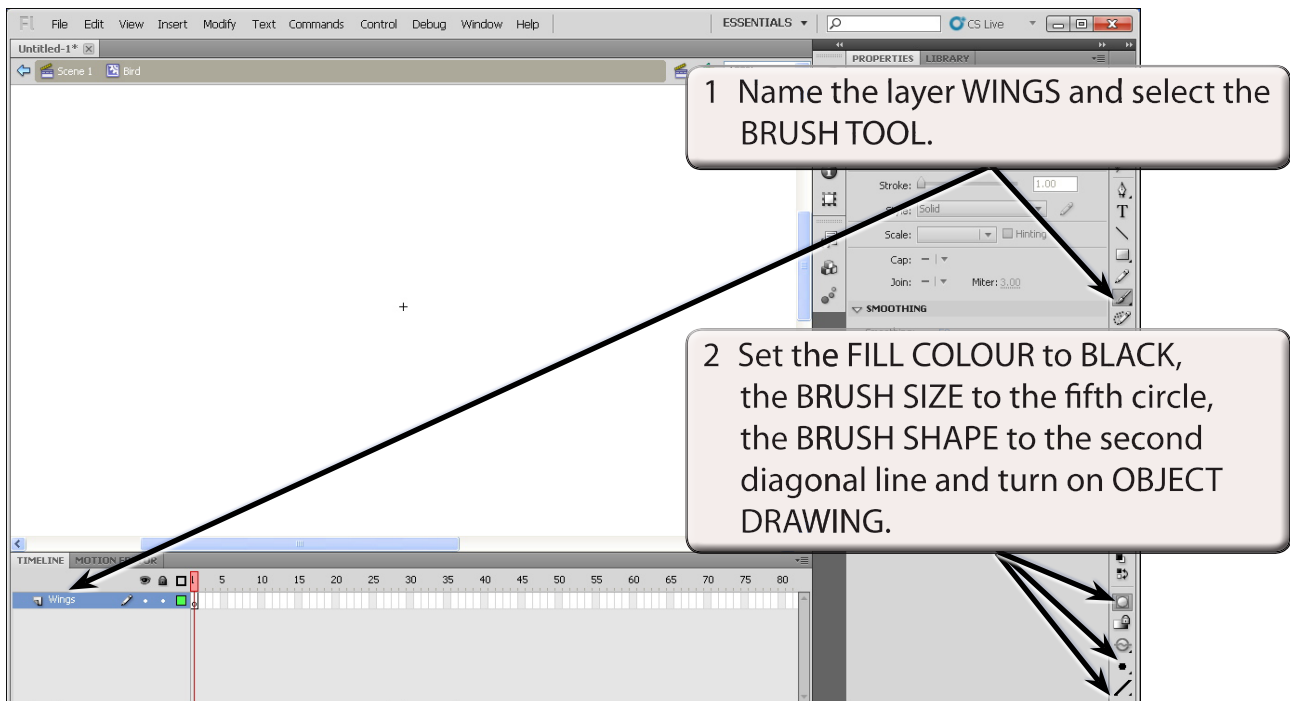 Fl File Edit View Insert Modify Text Commands Control Debug Window Help ESSENTIALS CS Live
Untitled-1*
Scene 1 Bird
PROPERTIES LIBRARY
1 Name the layer WINGS and select the
BRUSH TOOL.
Stroke: 1.00
Solid
Scale: Hinting
Cap:
Join: Miter: 3.00
SMOOTHING
2 Set the FILL COLOUR to BLACK,
the BRUSH SIZE to the fifth circle,
the BRUSH SHAPE to the second
diagonal line and turn on OBJECT
DRAWING.
TIMELINE MOTION EDITOR
1 5 10 15 20 25 30 35 40 45 50 55 60 65 70 75 80
Wings